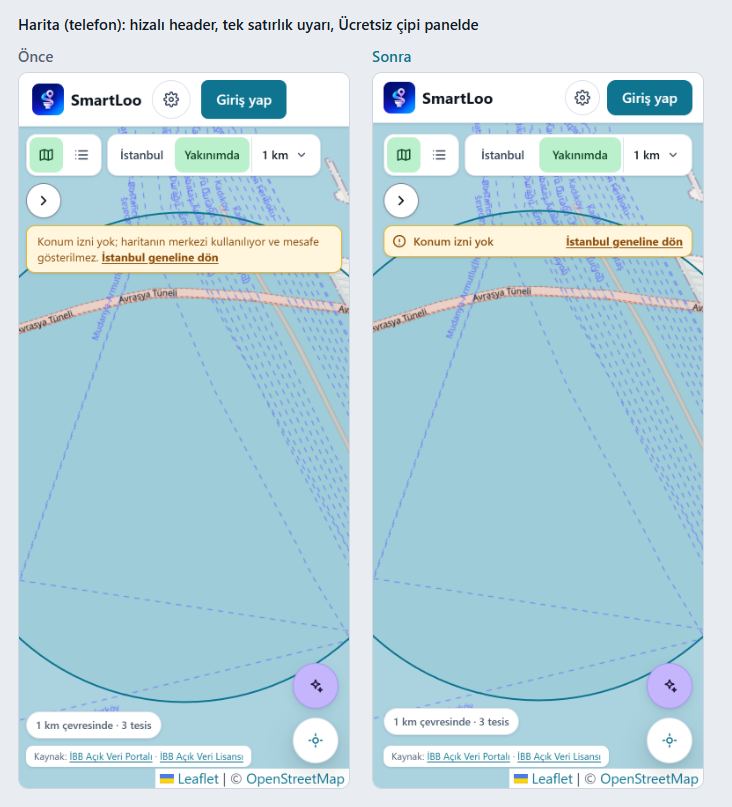 Harita (telefon): hizalı header, tek satırlık uyarı, Ücretsiz çipi panelde
Önce
SmartLoo
Giriş yap
İstanbul
Yakınımda
1 km
Konum izni yok; haritanın merkezi kullanılıyor ve mesafe
gösterilmez. İstanbul geneline dön
Avrasya Tüneli
Avrasya Tüneli
1 km çevresinde · 3 tesis
Kaynak: İBB Açık Veri Portalı · İBB Açık Veri Lisansı
Leaflet | © OpenStreetMap
Sonra
SmartLoo
Giriş yap
İstanbul
Yakınımda
1 km
Konum izni yok
İstanbul geneline dön
Avrasya Tüneli
Avrasya Tüneli
1 km çevresinde · 3 tesis
Kaynak: İBB Açık Veri Portalı · İBB Açık Veri Lisansı
Leaflet | © OpenStreetMap